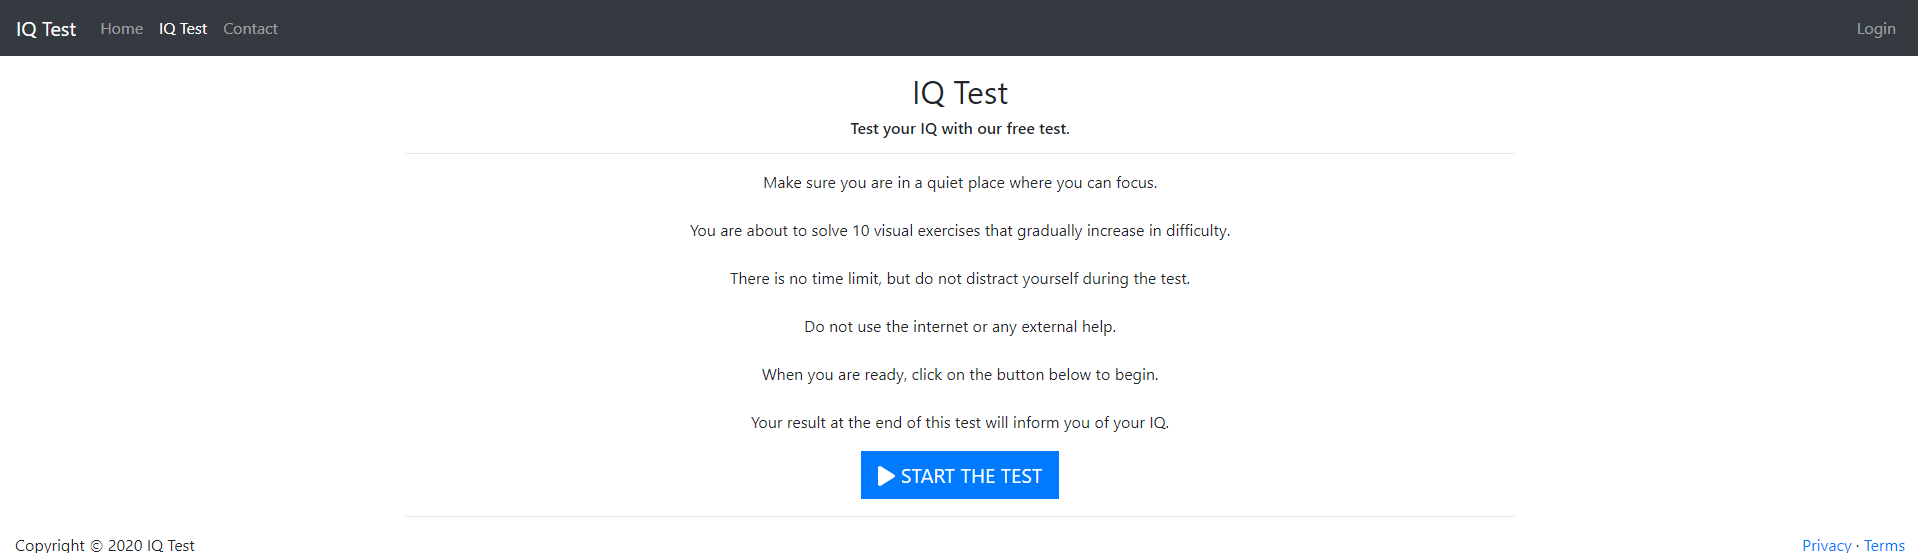 IQ Test Home IQ Test Contact Login
IQ Test
Test your IQ with our free test.
Make sure you are in a quiet place where you can focus.
You are about to solve 10 visual exercises that gradually increase in difficulty.
There is no time limit, but do not distract yourself during the test.
Do not use the internet or any external help.
When you are ready, click on the button below to begin.
Your result at the end of this test will inform you of your IQ.
START THE TEST
Copyright © 2020 IQ Test Privacy · Terms